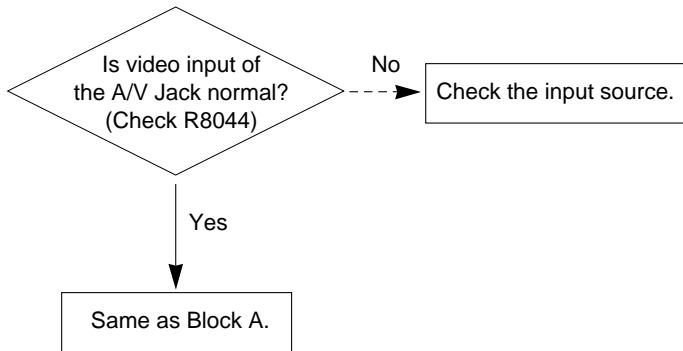 Is video input of
the A/V Jack normal?
(Check R8044)
No
Check the input source.
Yes
Same as Block A.